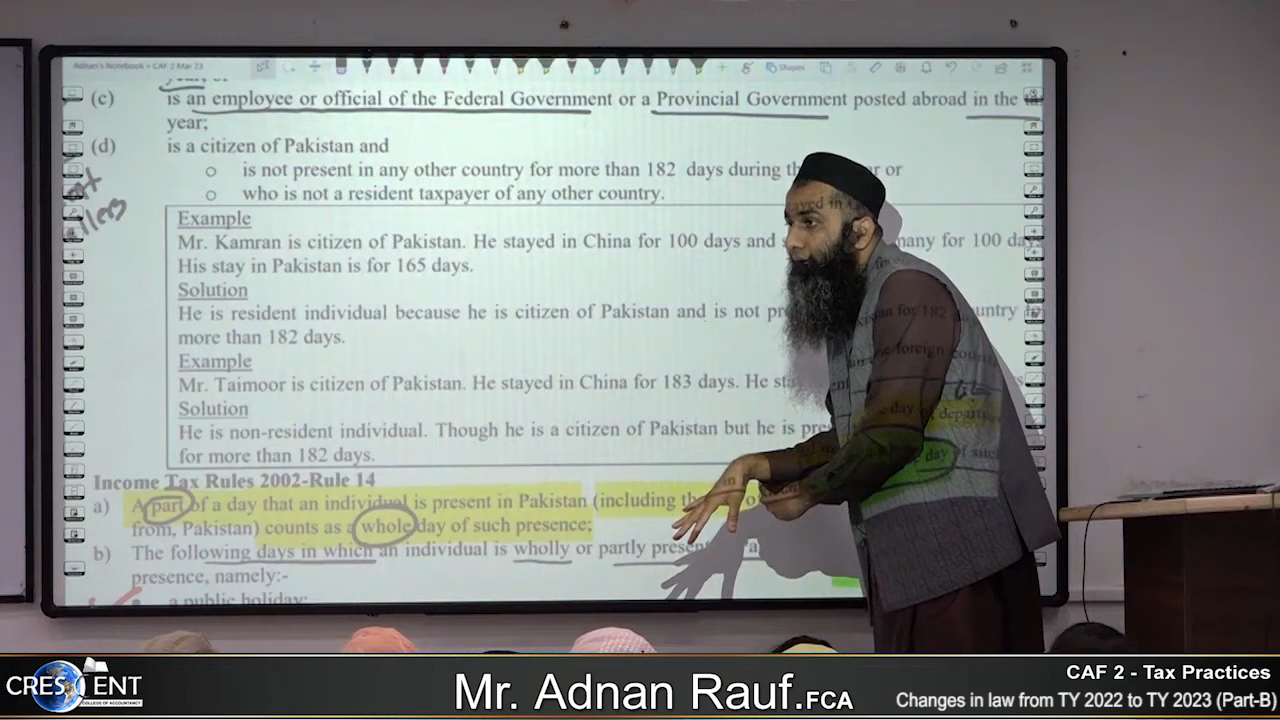 Adnan's Notebook • CAF 2 Mar 23
Shapes
(c) is an employee or official of the Federal Government or a Provincial Government posted abroad in the
year;
(d) is a citizen of Pakistan and
o is not present in any other country for more than 182 days during or
o who is not a resident taxpayer of any other country.
Example
Mr. Kamran is citizen of Pakistan. He stayed in China for 100 days and for 100
His stay in Pakistan is for 165 days.
Solution
He is resident individual because he is citizen of Pakistan and is not
more than 182 days.
Example
Mr. Taimoor is citizen of Pakistan. He stayed in China for 183 days. He
Solution
He is non-resident individual. Though he is a citizen of Pakistan but he is
for more than 182 days.
Income Tax Rules 2002-Rule 14
a) A part of a day that an individual is present in Pakistan (including
from, Pakistan) counts as a whole day of such presence;
b) The following days in which an individual is wholly or partly
presence, namely:-
a public holiday;
CRESCENT
COLLEGE OF ACCOUNTANCY
Mr. Adnan Rauf.FCA
CAF 2 - Tax Practices
Changes in law from TY 2022 to TY 2023 (Part-B)